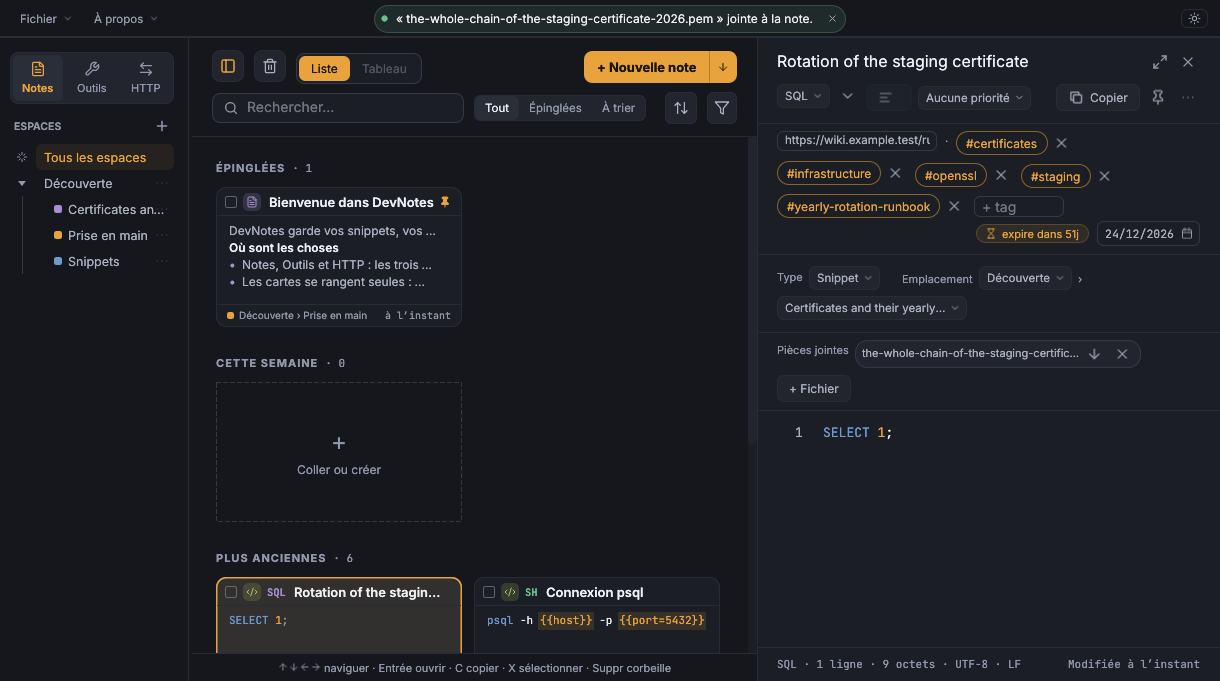 Fichier
À propos
« the-whole-chain-of-the-staging-certificate-2026.pem » jointe à la note.
Notes
Outils
HTTP
ESPACES
Tous les espaces
Découverte
Certificates an...
Prise en main
Snippets
Liste
Tableau
+ Nouvelle note
Rechercher...
Tout
Épinglées
À trier
ÉPINGLÉES · 1
Bienvenue dans DevNotes
DevNotes garde vos snippets, vos ...
Où sont les choses
• Notes, Outils et HTTP : les trois ...
• Les cartes se rangent seules : ...
Découverte › Prise en main
à l’instant
CETTE SEMAINE · 0
+
Coller ou créer
PLUS ANCIENNES · 6
</> SQL Rotation of the stagin...
SELECT 1;
</> SH Connexion psql
psql -h {{host}} -p {{port=5432}}
↑↓←→ naviguer · Entrée ouvrir · C copier · X sélectionner · Suppr corbeille
Rotation of the staging certificate
SQL
Aucune priorité
Copier
https://wiki.example.test/ru
· #certificates
#infrastructure
#openssl
#staging
#yearly-rotation-runbook
+ tag
expire dans 51j
24/12/2026
Type
Snippet
Emplacement
Découverte ›
Certificates and their yearly...
Pièces jointes
the-whole-chain-of-the-staging-certific...
+ Fichier
1 SELECT 1;
SQL · 1 ligne · 9 octets · UTF-8 · LF
Modifiée à l’instant